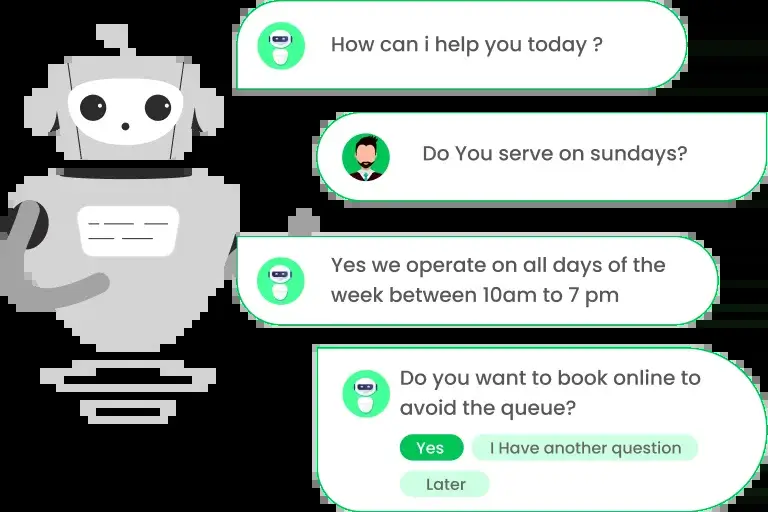 How can i help you today ?
Do You serve on sundays?
Yes we operate on all days of the
week between 10am to 7 pm
Do you want to book online to
avoid the queue?
Yes
I Have another question
Later